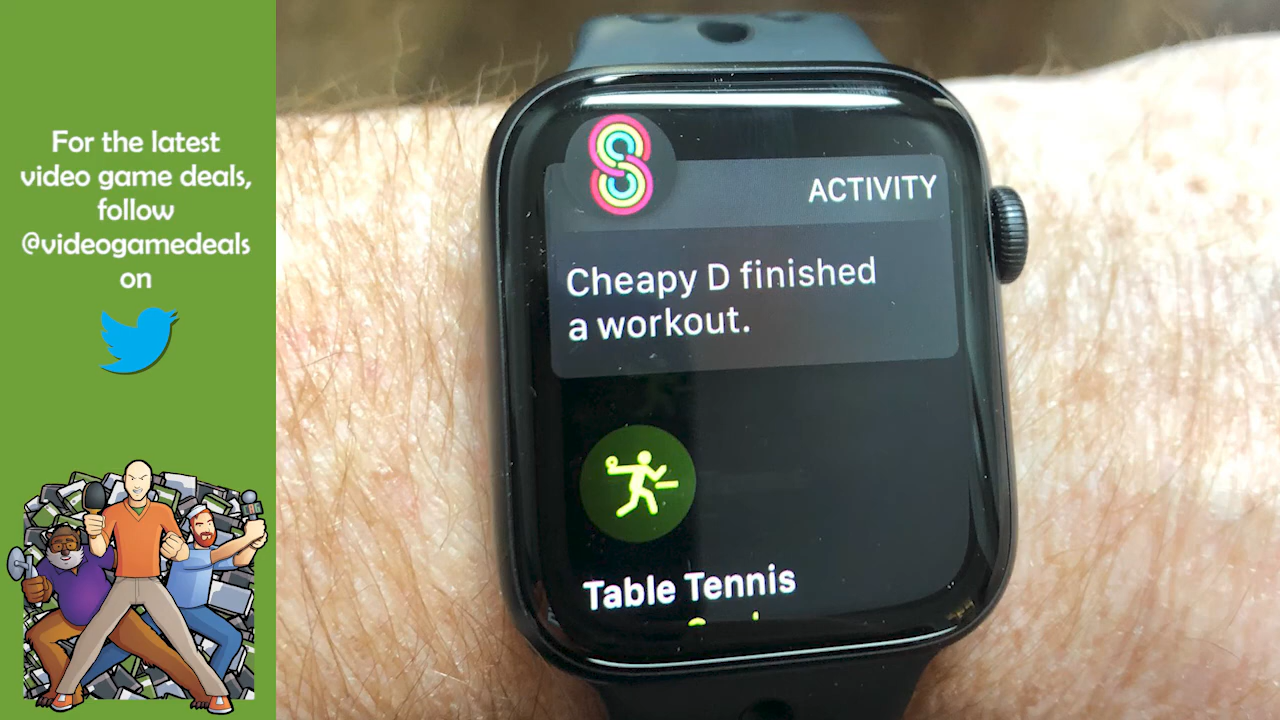 For the latest
video game deals,
follow
@videogamedeals
on
ACTIVITY
Cheapy D finished
a workout.
Table Tennis